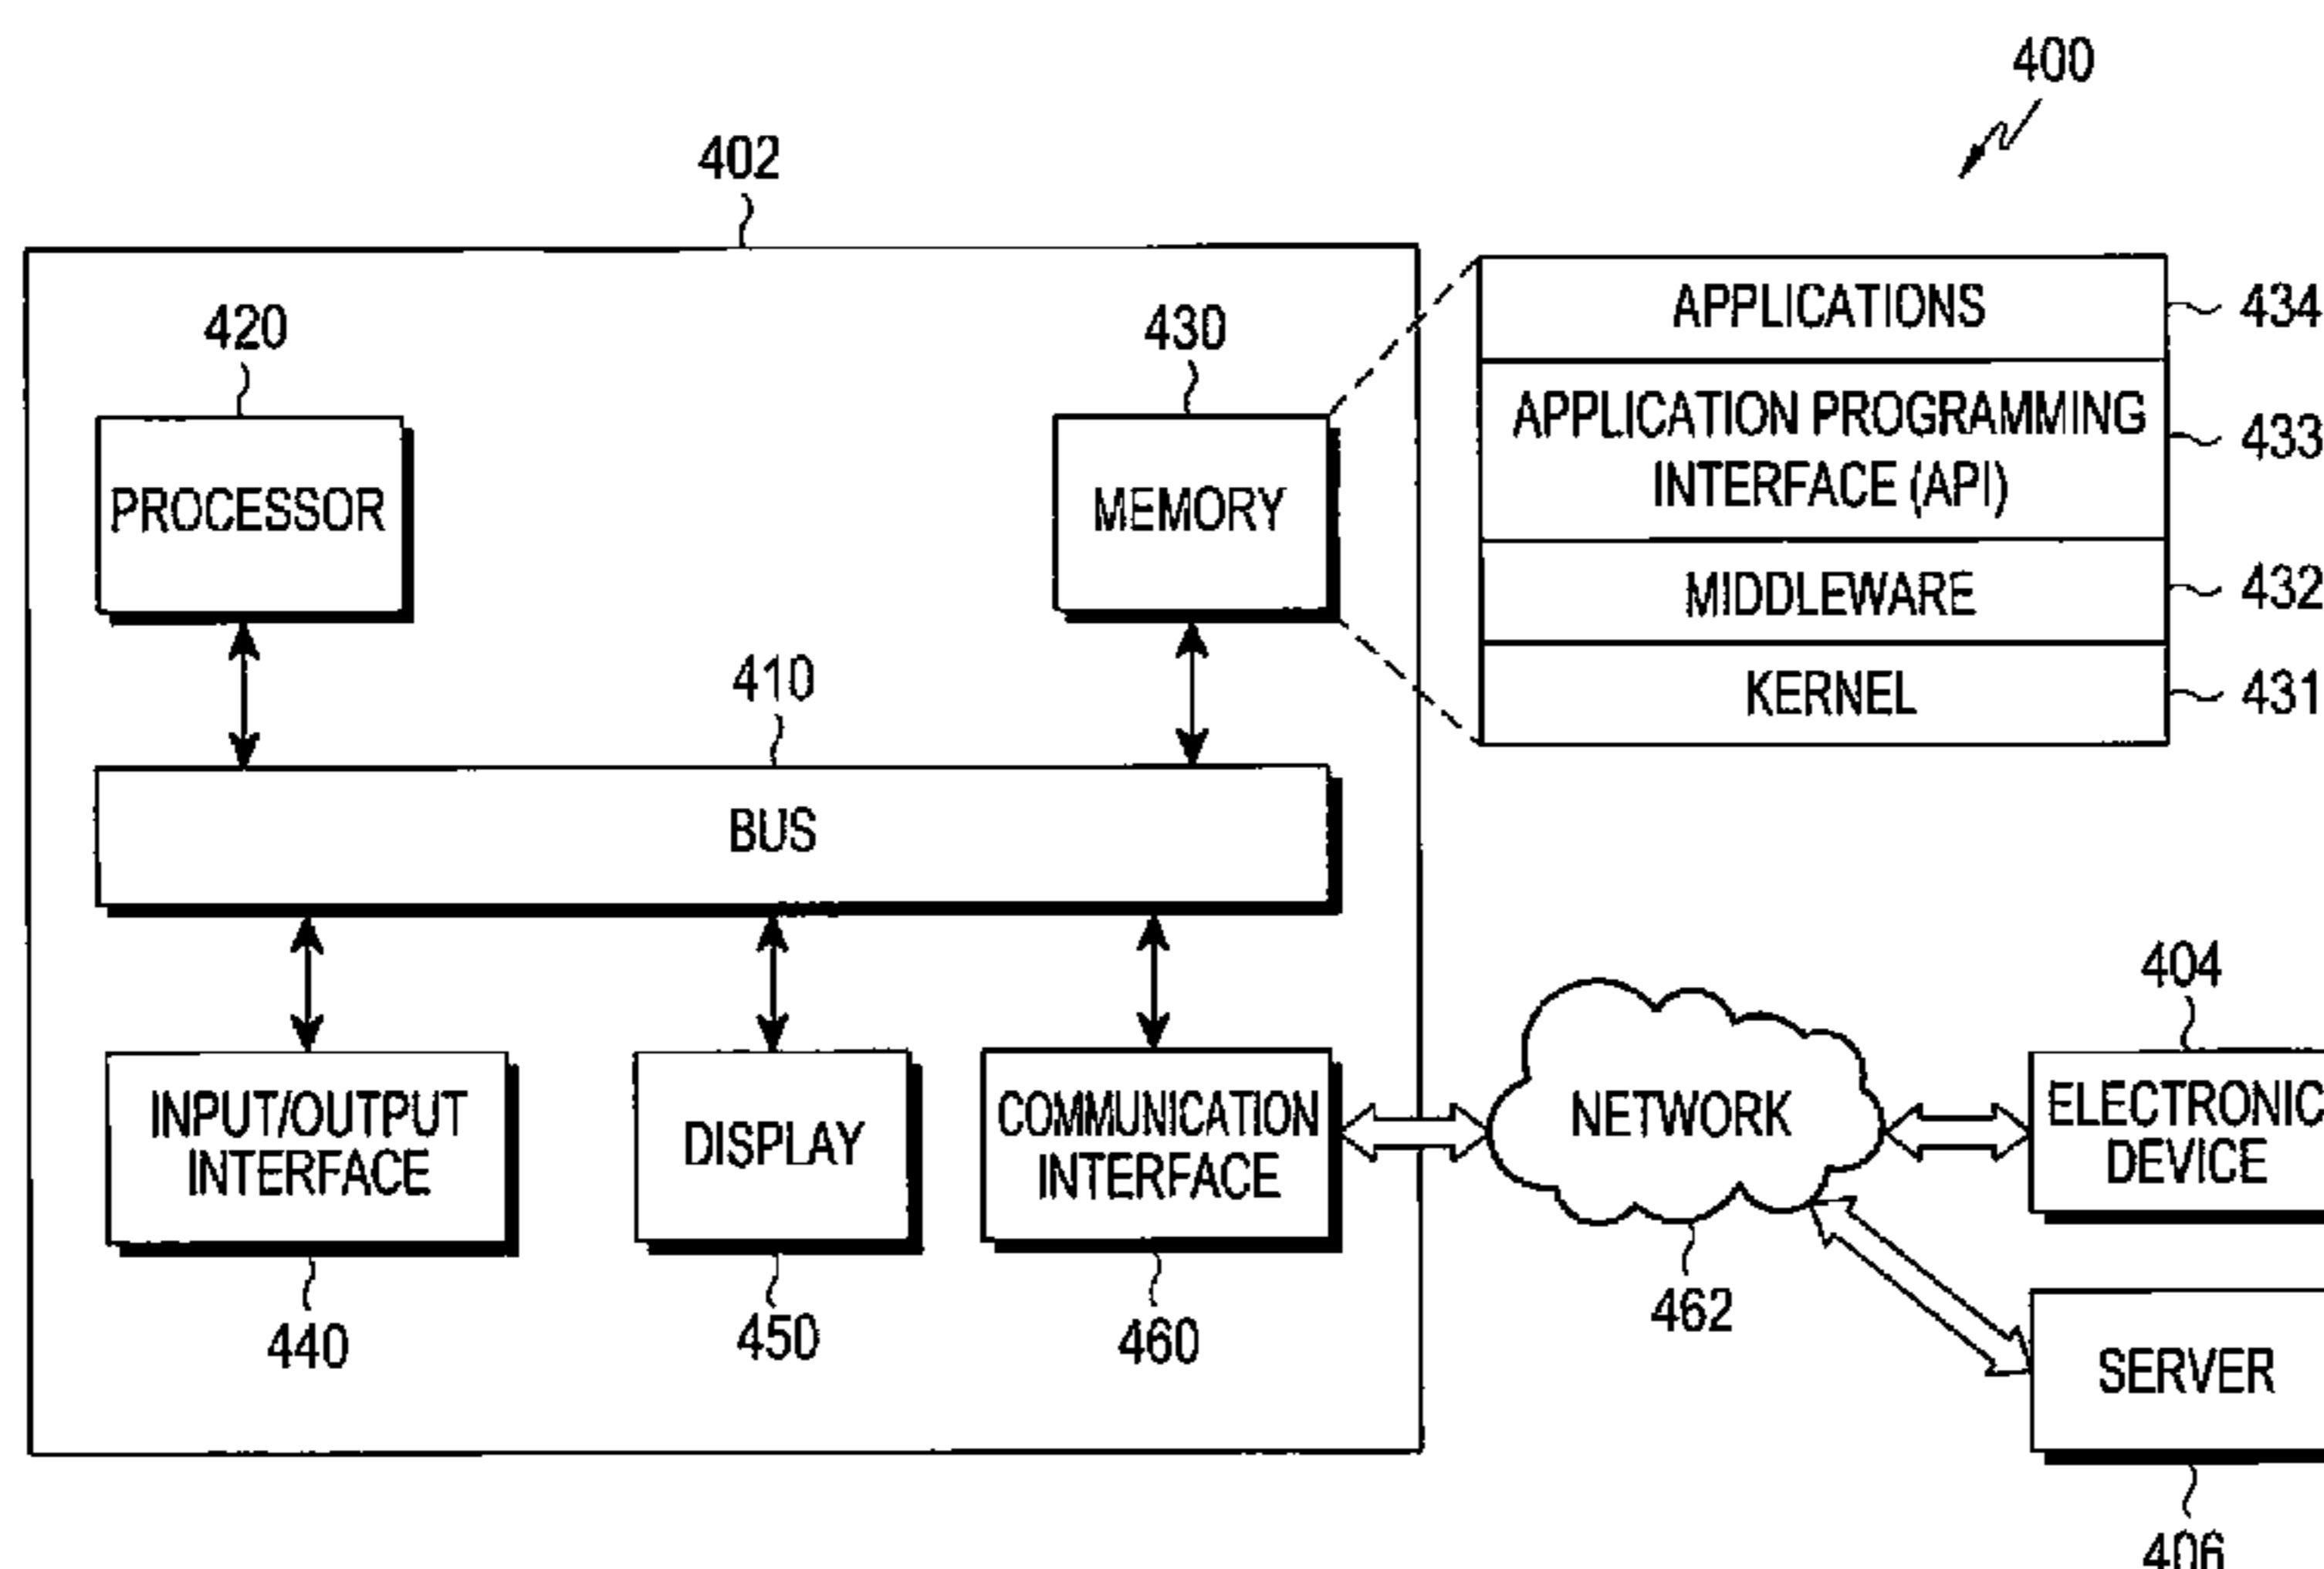 400
402
420
430
APPLICATIONS
434
APPLICATION PROGRAMMING
INTERFACE (API)
433
PROCESSOR
MEMORY
MIDDLEWARE
432
KERNEL
431
410
BUS
404
INPUT/OUTPUT
INTERFACE
DISPLAY
COMMUNICATION
INTERFACE
NETWORK
ELECTRONIC
DEVICE
440
450
460
462
SERVER
406